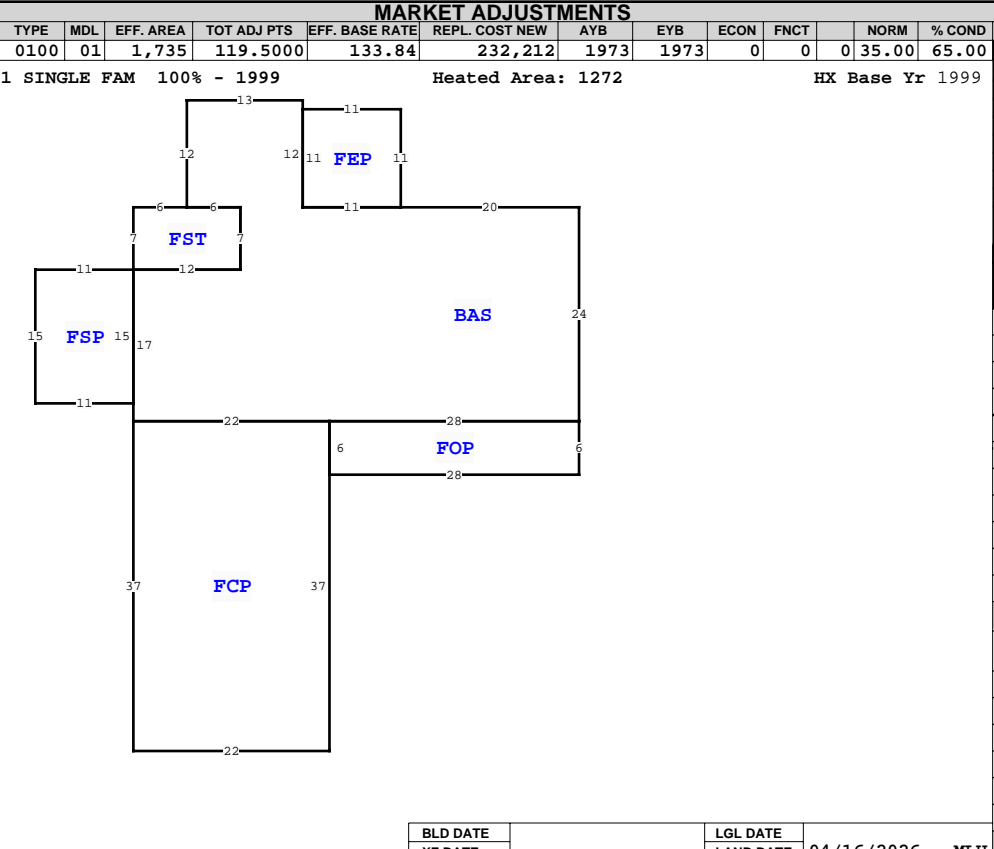 MARKET ADJUSTMENTS
TYPE MDL EFF. AREA TOT ADJ PTS EFF. BASE RATE REPL. COST NEW AYB EYB ECON FNCT NORM % COND
0100 01 1,735 119.5000 133.84 232,212 1973 1973 0 0 0 35.00 65.00
1 SINGLE FAM 100% - 1999 Heated Area: 1272 HX Base Yr 1999
13
11
12 12 11 FEP 11
6 6 11 20
7 FST 7
11 12
BAS 24
15 FSP 15 17
11
22 28
6 FOP 6
28
37 FCP 37
22
BLD DATE LGL DATE